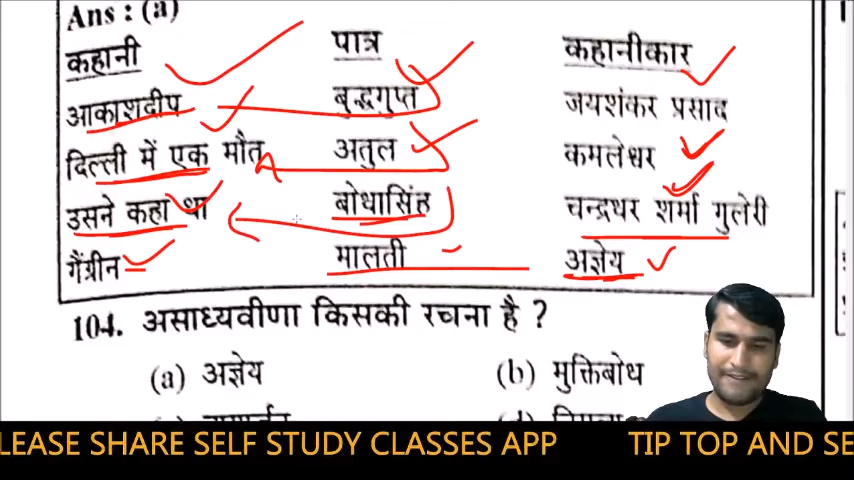 Ans : (a)
कहानी पात्र कहानीकार
आकाशदीप बुद्धगुप्त जयशंकर प्रसाद
दिल्ली में एक मौत अतुल कमलेश्वर
उसने कहा था बोधासिंह चन्द्रधर शर्मा गुलेरी
गैंग्रीन मालती अज्ञेय
104. असाध्यवीणा किसकी रचना है ?
(a) अज्ञेय (b) मुक्तिबोध
LEASE SHARE SELF STUDY CLASSES APP TIP TOP AND SE